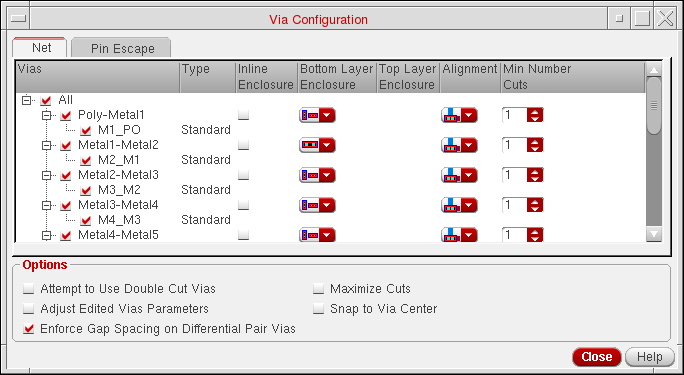 Via Configuration
Net Pin Escape
Vias Type Inline Enclosure Bottom Layer Enclosure Top Layer Enclosure Alignment Min Number Cuts
All
Poly-Metal1 1
M1_PO Standard
Metal1-Metal2 1
M2_M1 Standard
Metal2-Metal3 1
M3_M2 Standard
Metal3-Metal4 1
M4_M3 Standard
Metal4-Metal5 1
Options
Attempt to Use Double Cut Vias Maximize Cuts
Adjust Edited Vias Parameters Snap to Via Center
Enforce Gap Spacing on Differential Pair Vias
Close Help